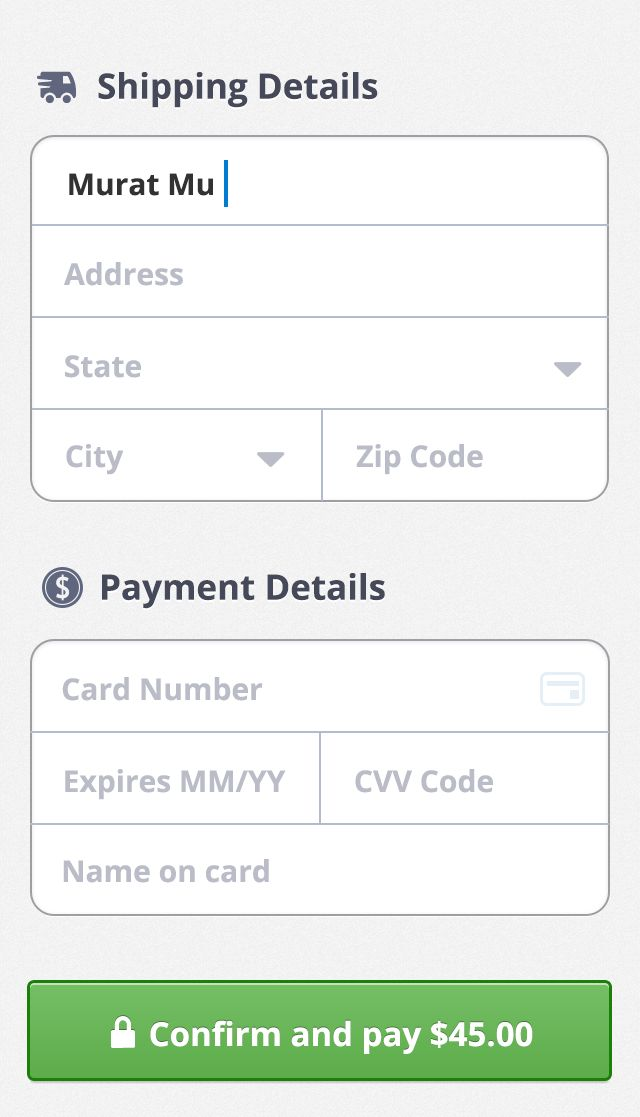 Shipping Details
Murat Mu
Address
State
City
Zip Code
$ Payment Details
Card Number
Expires MM/YY
CVV Code
Name on card
Confirm and pay $45.00